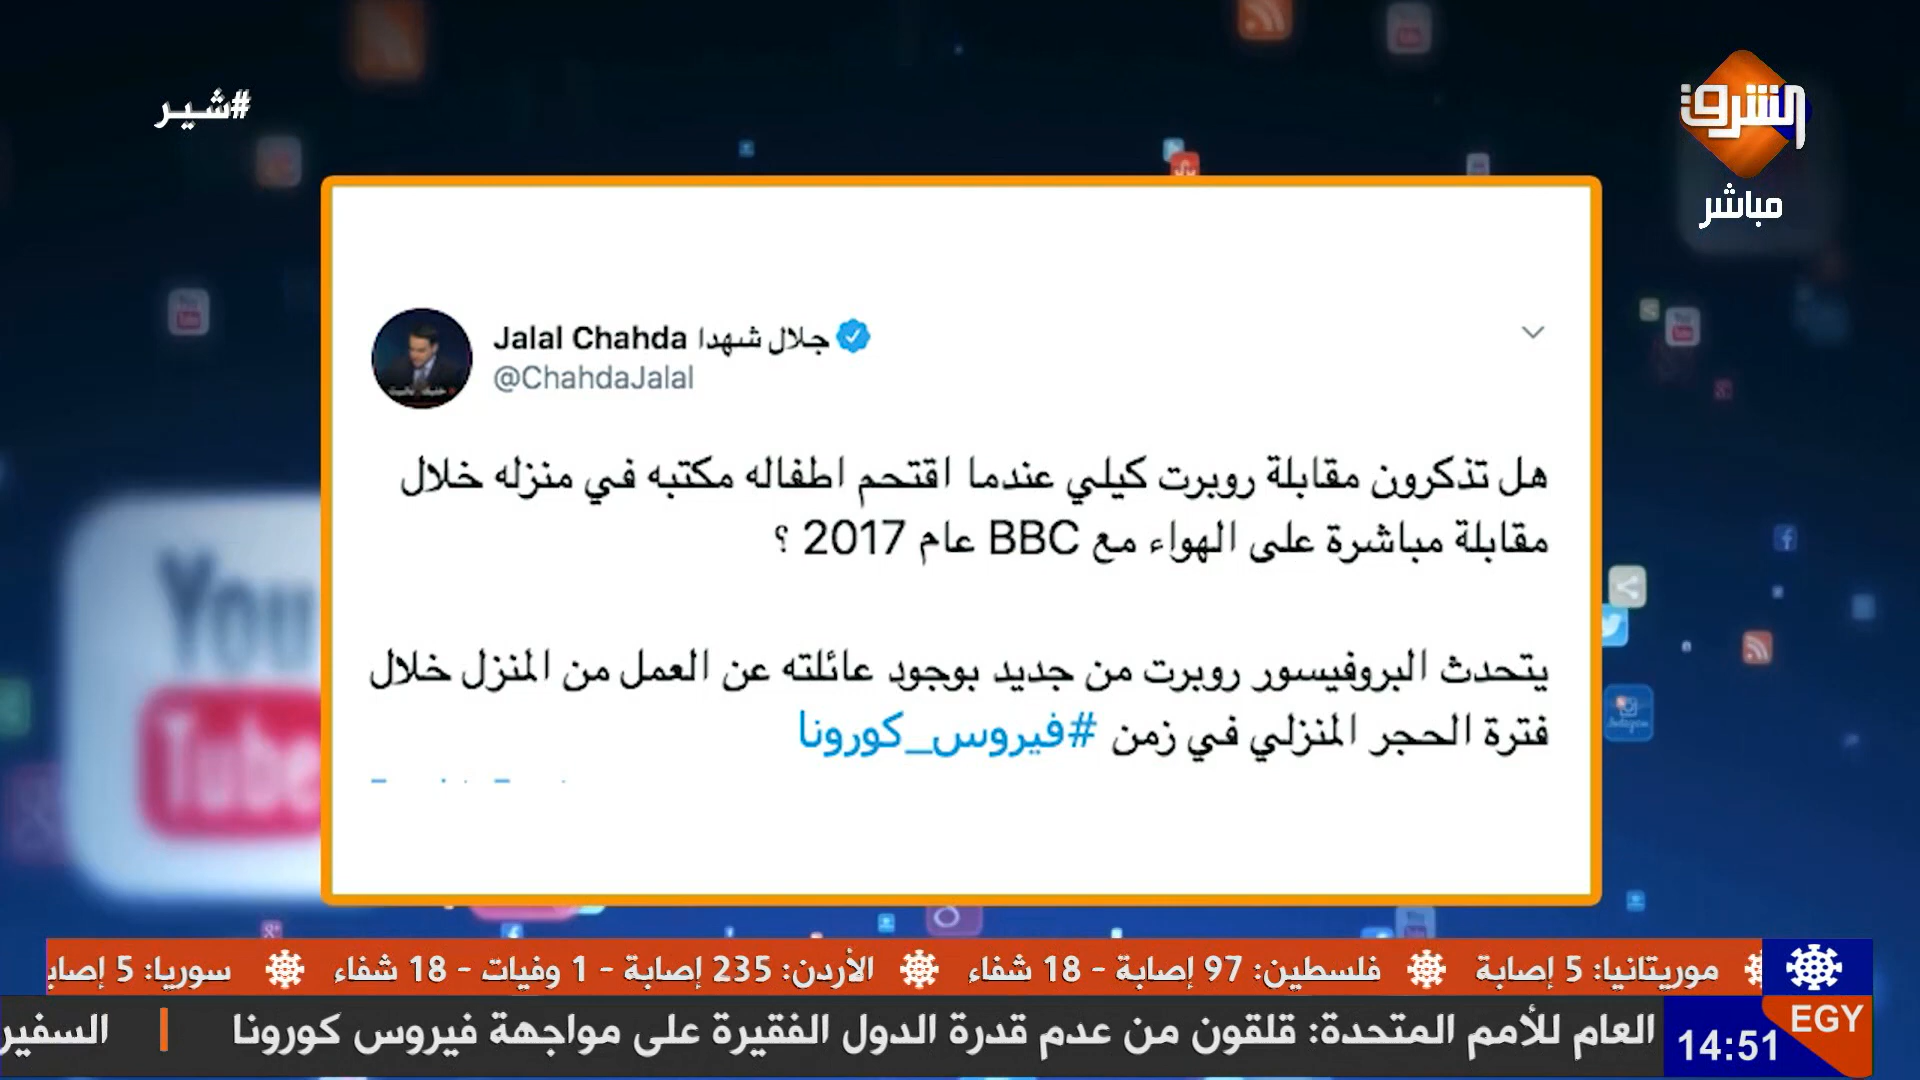 #شير
الشرق
مباشر
Jalal Chahda جلال شهدا
@ChahdaJalal
هل تذكرون مقابلة روبرت كيلي عندما اقتحم اطفاله مكتبه في منزله خلال
مقابلة مباشرة على الهواء مع BBC عام 2017 ؟
يتحدث البروفيسور روبرت من جديد بوجود عائلته عن العمل من المنزل خلال
فترة الحجر المنزلي في زمن #فيروس_كورونا
You
Tube
موريتانيا: 5 إصابة فلسطين: 97 إصابة - 18 شفاء الأردن: 235 إصابة - 1 وفيات - 18 شفاء سوريا: 5 إصاب
العام للأمم المتحدة: قلقون من عدم قدرة الدول الفقيرة على مواجهة فيروس كورونا | السفير
EGY
14:51